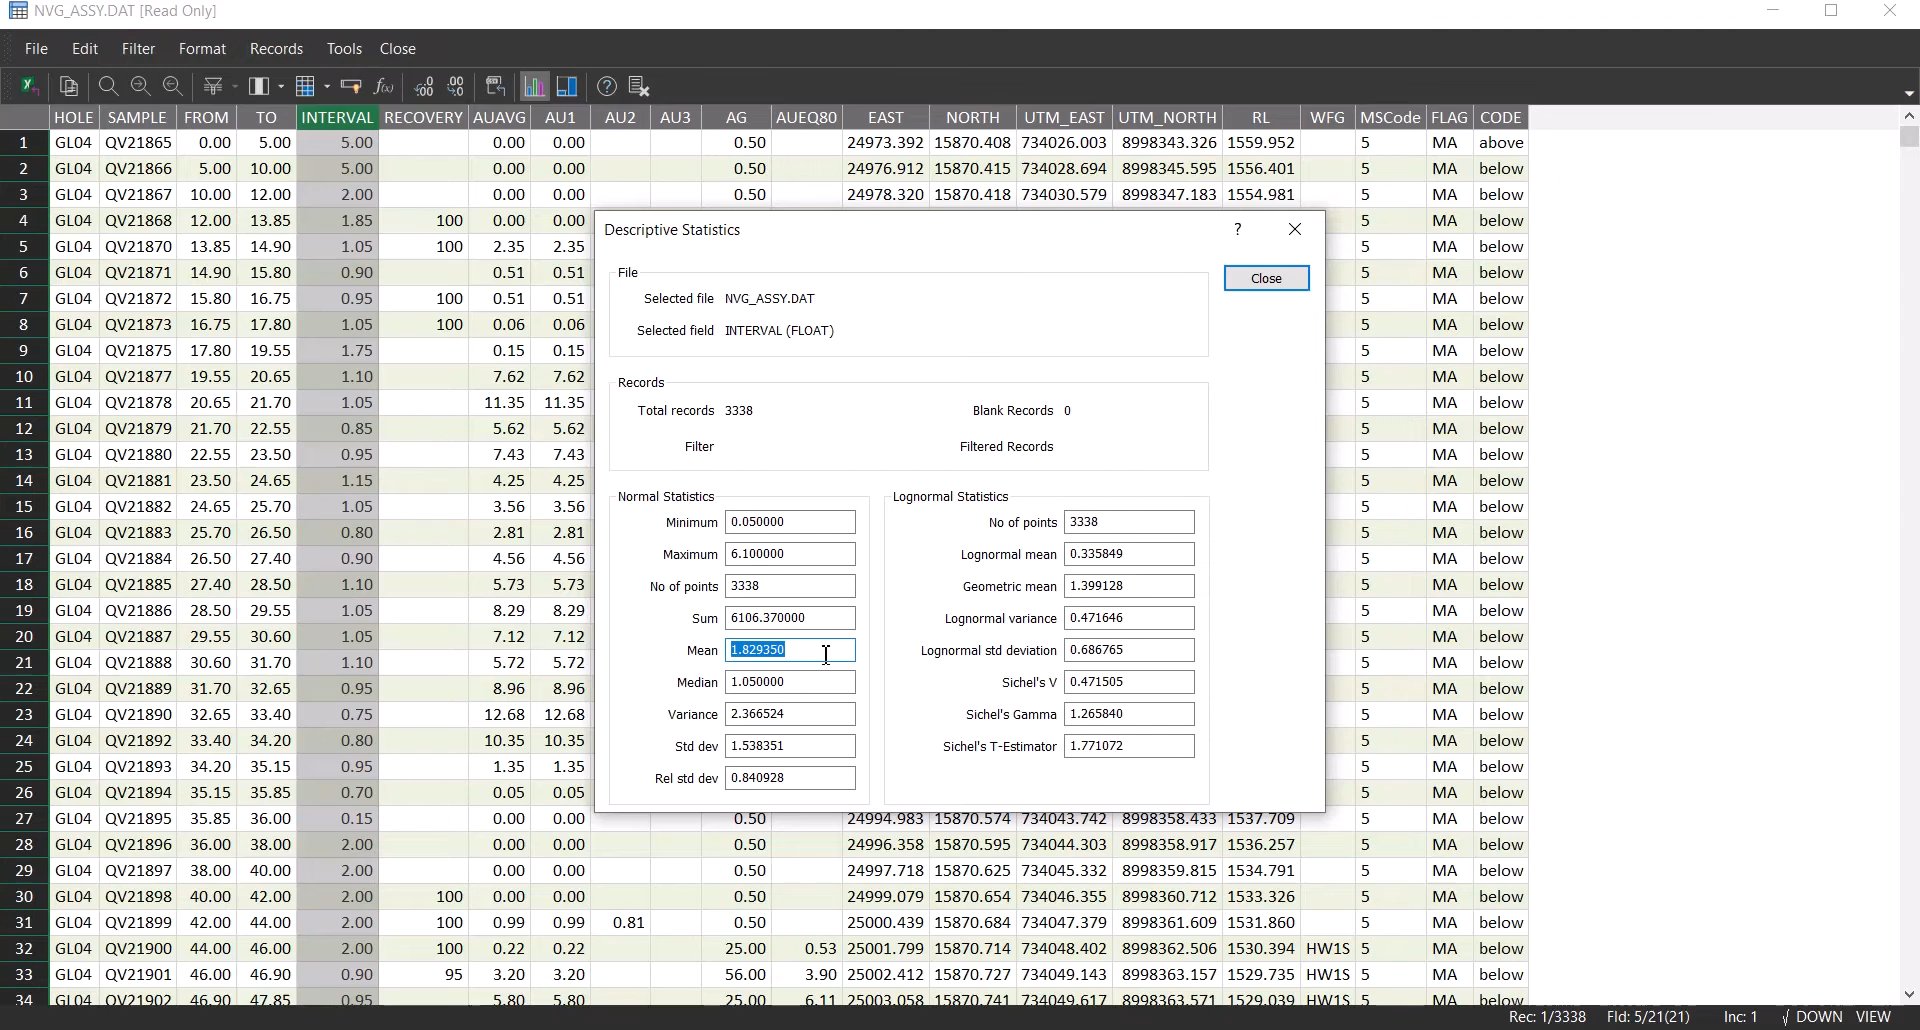 NVG_ASSY.DAT [Read Only]
File Edit Filter Format Records Tools Close
HOLE SAMPLE FROM TO INTERVAL RECOVERY AUAVG AU1 AU2 AU3 AG AUEQ80 EAST NORTH UTM_EAST UTM_NORTH RL WFG MSCode FLAG CODE
1 GL04 QV21865 0.00 5.00 5.00 0.00 0.00 0.50 24973.392 15870.408 734026.003 8998343.326 1559.952 5 MA above
2 GL04 QV21866 5.00 10.00 5.00 0.00 0.00 0.50 24976.912 15870.415 734028.694 8998345.595 1556.401 5 MA below
3 GL04 QV21867 10.00 12.00 2.00 0.00 0.00 0.50 24978.320 15870.418 734030.579 8998347.183 1554.981 5 MA below
4 GL04 QV21868 12.00 13.85 1.85 100 0.00 0.00 5 MA below
5 GL04 QV21870 13.85 14.90 1.05 100 2.35 2.35 5 MA below
6 GL04 QV21871 14.90 15.80 0.90 0.51 0.51 5 MA below
7 GL04 QV21872 15.80 16.75 0.95 100 0.51 0.51 5 MA below
8 GL04 QV21873 16.75 17.80 1.05 100 0.06 0.06 5 MA below
9 GL04 QV21875 17.80 19.55 1.75 0.15 0.15 5 MA below
10 GL04 QV21877 19.55 20.65 1.10 7.62 7.62 5 MA below
11 GL04 QV21878 20.65 21.70 1.05 11.35 11.35 5 MA below
12 GL04 QV21879 21.70 22.55 0.85 5.62 5.62 5 MA below
13 GL04 QV21880 22.55 23.50 0.95 7.43 7.43 5 MA below
14 GL04 QV21881 23.50 24.65 1.15 4.25 4.25 5 MA below
15 GL04 QV21882 24.65 25.70 1.05 3.56 3.56 5 MA below
16 GL04 QV21883 25.70 26.50 0.80 2.81 2.81 5 MA below
17 GL04 QV21884 26.50 27.40 0.90 4.56 4.56 5 MA below
18 GL04 QV21885 27.40 28.50 1.10 5.73 5.73 5 MA below
19 GL04 QV21886 28.50 29.55 1.05 8.29 8.29 5 MA below
20 GL04 QV21887 29.55 30.60 1.05 7.12 7.12 5 MA below
21 GL04 QV21888 30.60 31.70 1.10 5.72 5.72 5 MA below
22 GL04 QV21889 31.70 32.65 0.95 8.96 8.96 5 MA below
23 GL04 QV21890 32.65 33.40 0.75 12.68 12.68 5 MA below
24 GL04 QV21892 33.40 34.20 0.80 10.35 10.35 5 MA below
25 GL04 QV21893 34.20 35.15 0.95 1.35 1.35 5 MA below
26 GL04 QV21894 35.15 35.85 0.70 0.05 0.05 5 MA below
27 GL04 QV21895 35.85 36.00 0.15 0.00 0.00 0.50 24994.983 15870.574 734043.742 8998358.433 1537.709 5 MA below
28 GL04 QV21896 36.00 38.00 2.00 0.00 0.00 0.50 24996.358 15870.595 734044.303 8998358.917 1536.257 5 MA below
29 GL04 QV21897 38.00 40.00 2.00 0.00 0.00 0.50 24997.718 15870.625 734045.332 8998359.815 1534.791 5 MA below
30 GL04 QV21898 40.00 42.00 2.00 100 0.00 0.00 0.50 24999.079 15870.654 734046.355 8998360.712 1533.326 5 MA below
31 GL04 QV21899 42.00 44.00 2.00 100 0.99 0.99 0.81 0.50 25000.439 15870.684 734047.379 8998361.609 1531.860 5 MA below
32 GL04 QV21900 44.00 46.00 2.00 100 0.22 0.22 25.00 0.53 25001.799 15870.714 734048.402 8998362.506 1530.394 HW1S 5 MA below
33 GL04 QV21901 46.00 46.90 0.90 95 3.20 3.20 56.00 3.90 25002.412 15870.727 734049.143 8998363.157 1529.735 HW1S 5 MA below
34 GL04 QV21902 46.90 47.85 0.95 5.80 5.80 25.00 6.11 25003.058 15870.741 734049.617 8998363.571 1529.039 HW1S 5 MA below
Descriptive Statistics
?
Close
File
Selected file NVG_ASSY.DAT
Selected field INTERVAL (FLOAT)
Records
Total records 3338 Blank Records 0
Filter Filtered Records
Normal Statistics
Minimum 0.050000
Maximum 6.100000
No of points 3338
Sum 6106.370000
Mean 1.829350
Median 1.050000
Variance 2.366524
Std dev 1.538351
Rel std dev 0.840928
Lognormal Statistics
No of points 3338
Lognormal mean 0.335849
Geometric mean 1.399128
Lognormal variance 0.471646
Lognormal std deviation 0.686765
Sichel's V 0.471505
Sichel's Gamma 1.265840
Sichel's T-Estimator 1.771072
Rec: 1/3338 Fld: 5/21(21) Inc: 1 √ DOWN VIEW